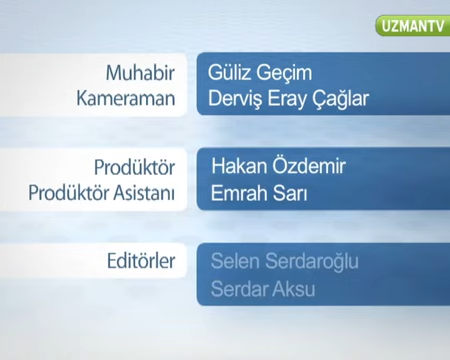 UZMANTV
Muhabir Güliz Geçim
Kameraman Derviş Eray Çağlar
Prodüktör Hakan Özdemir
Prodüktör Asistanı Emrah Sarı
Editörler Selen Serdaroğlu
Serdar Aksu